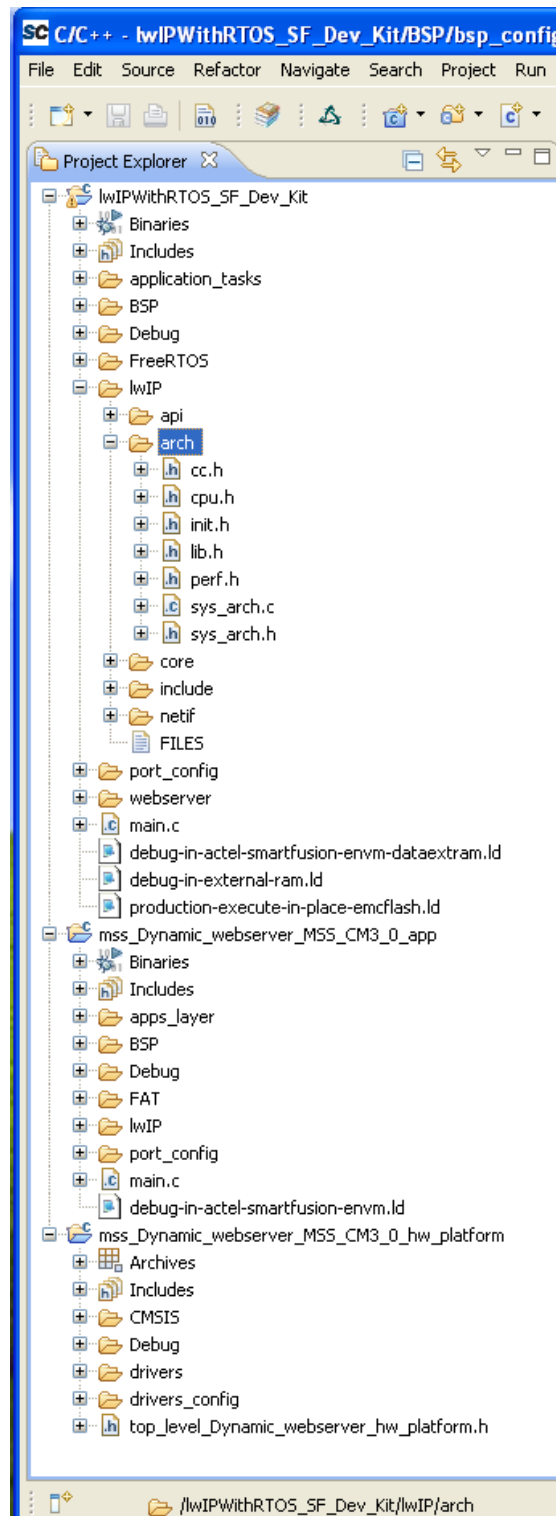 SC C/C++ - lwIPWithRTOS_SF_Dev_Kit/BSP/bsp_config
File Edit Source Refactor Navigate Search Project Run
Project Explorer
lwIPWithRTOS_SF_Dev_Kit
Binaries
Includes
application_tasks
BSP
Debug
FreeRTOS
lwIP
api
arch
.h cc.h
.h cpu.h
.h init.h
.h lib.h
.h perf.h
.c sys_arch.c
.h sys_arch.h
core
include
netif
FILES
port_config
webserver
.c main.c
debug-in-actel-smartfusion-envm-dataextram.ld
debug-in-external-ram.ld
production-execute-in-place-emcflash.ld
mss_Dynamic_webserver_MSS_CM3_0_app
Binaries
Includes
apps_layer
BSP
Debug
FAT
lwIP
port_config
.c main.c
debug-in-actel-smartfusion-envm.ld
mss_Dynamic_webserver_MSS_CM3_0_hw_platform
Archives
Includes
CMSIS
Debug
drivers
drivers_config
.h top_level_Dynamic_webserver_hw_platform.h
/lwIPWithRTOS_SF_Dev_Kit/lwIP/arch